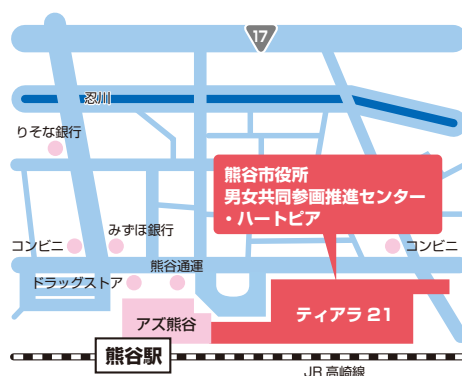 17
忍川
りそな銀行
熊谷市役所
男女共同参画推進センター
・ハートピア
みずほ銀行
コンビニ
コンビニ
熊谷通運
ドラッグストア
ティアラ 21
アズ熊谷
熊谷駅
JR 高崎線